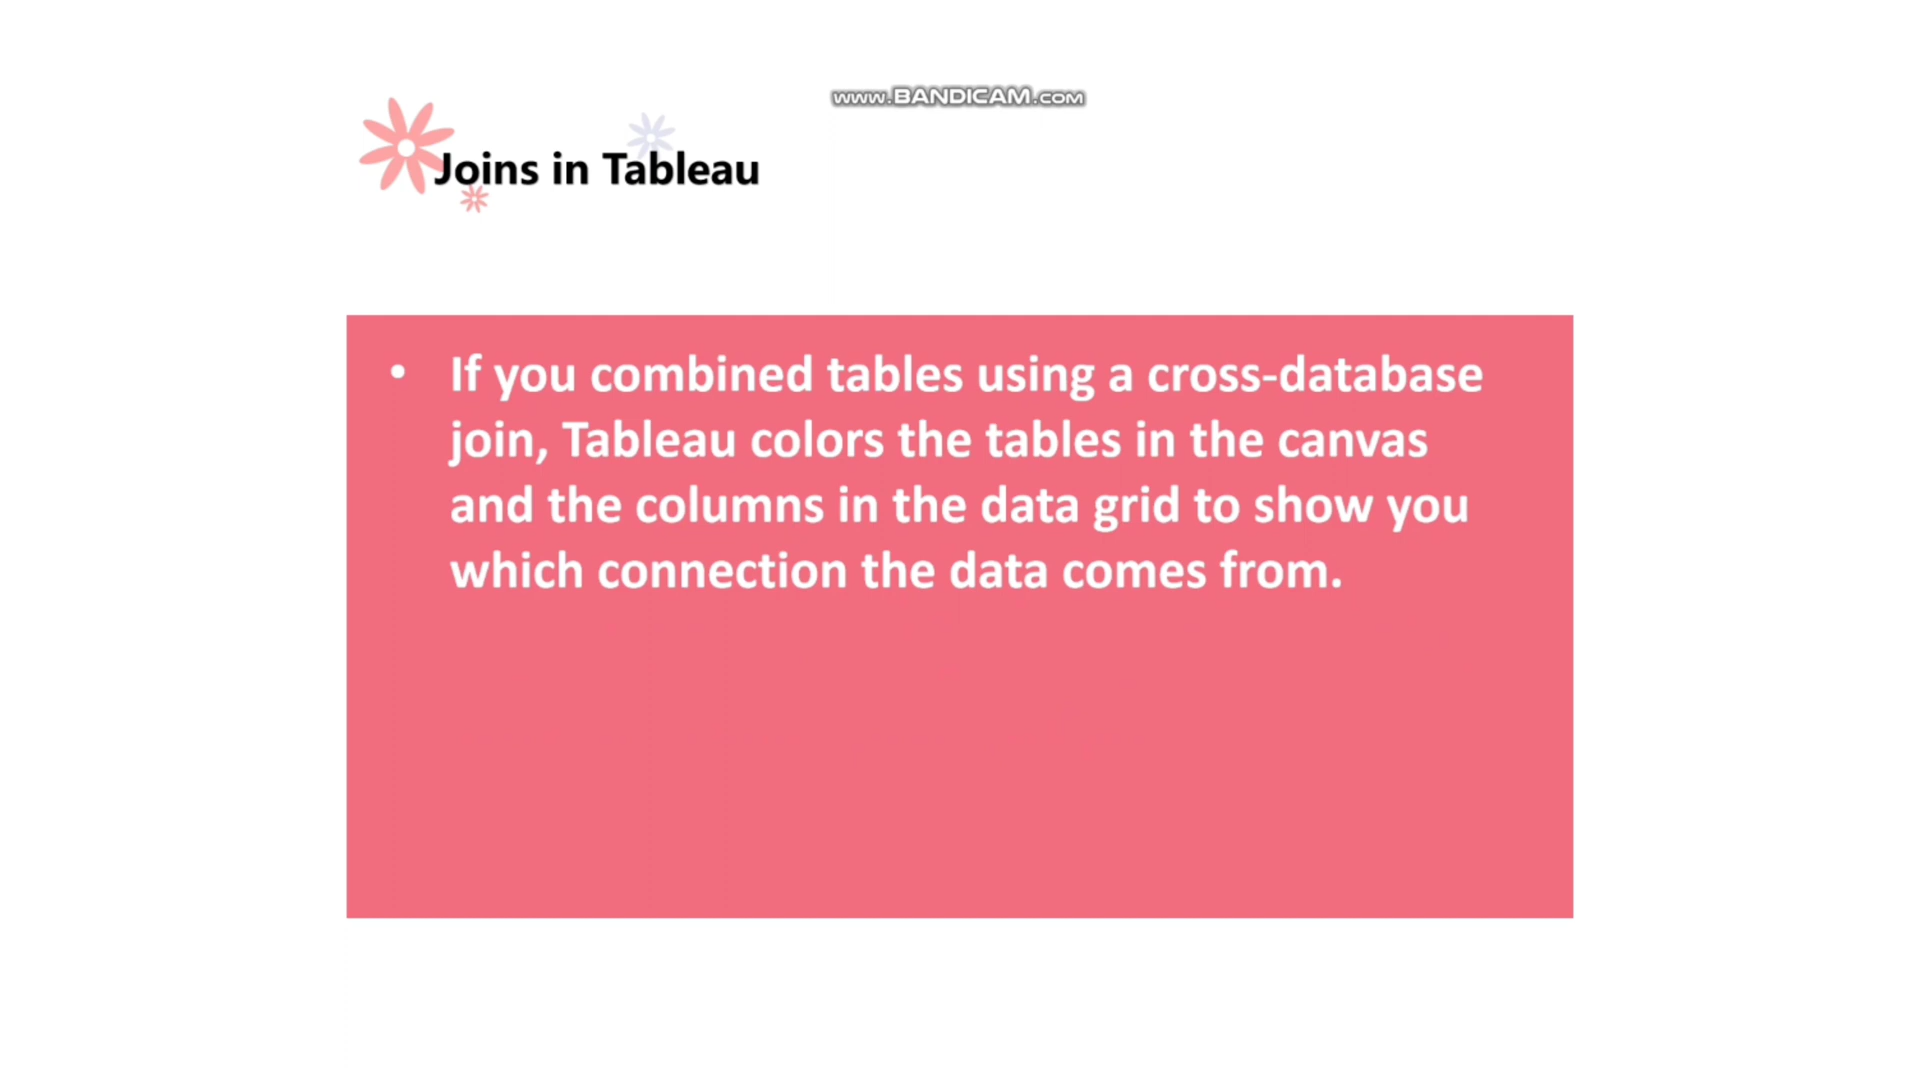 www.BANDICAM.com
Joins in Tableau
• If you combined tables using a cross-database
join, Tableau colors the tables in the canvas
and the columns in the data grid to show you
which connection the data comes from.